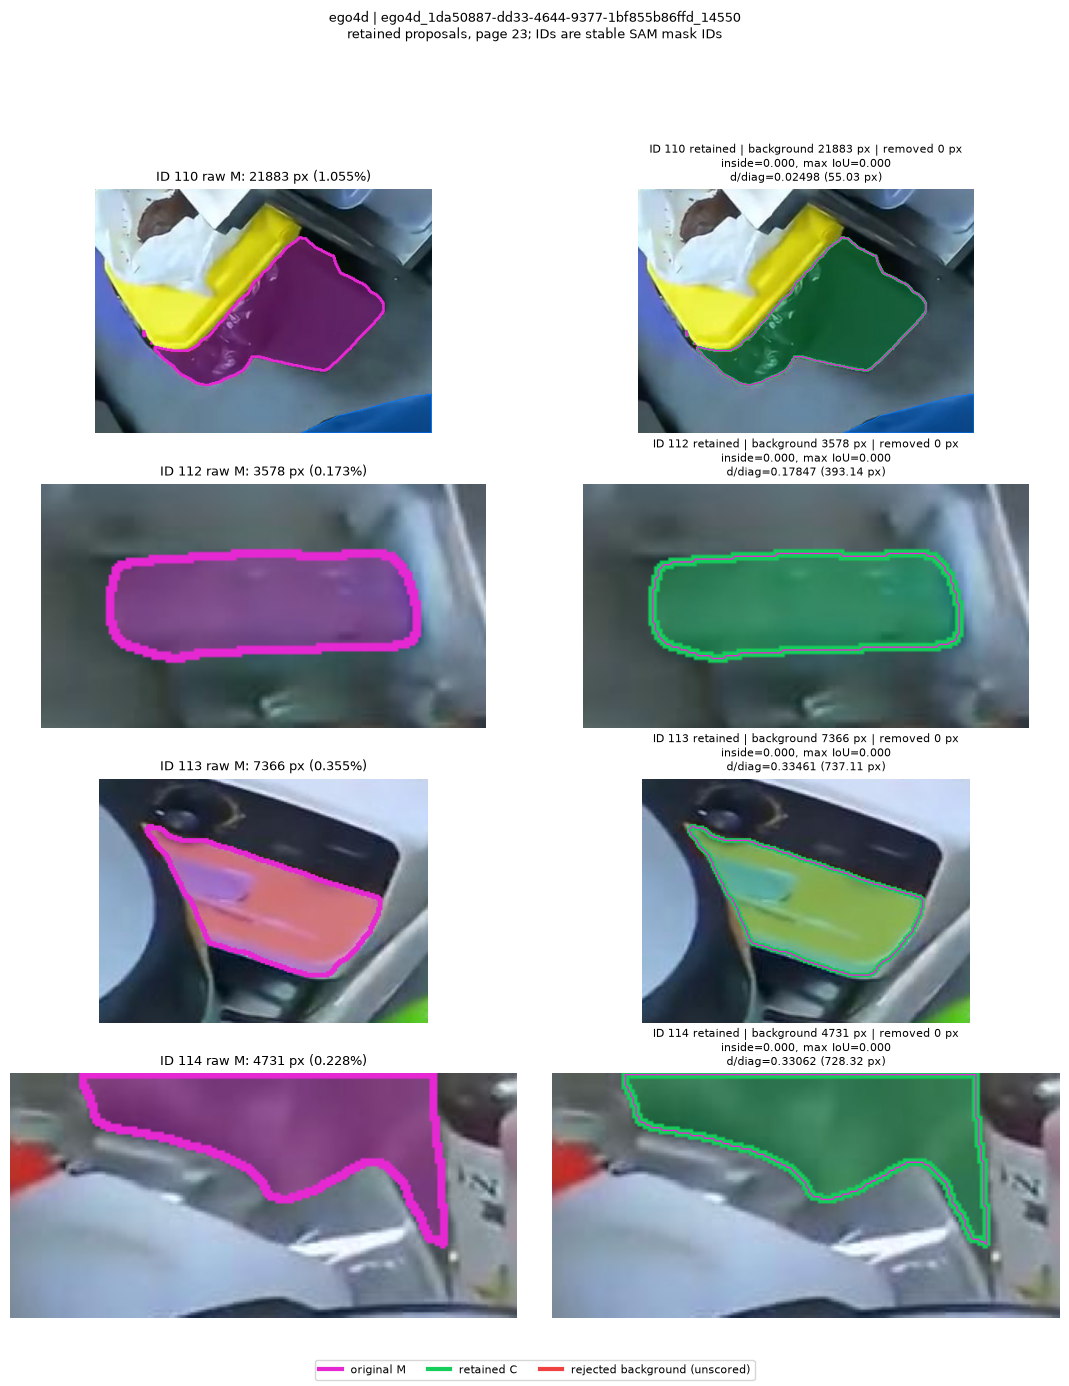 ego4d | ego4d_1da50887-dd33-4644-9377-1bf855b86ffd_14550
retained proposals, page 23; IDs are stable SAM mask IDs
ID 110 raw M: 21883 px (1.055%)
ID 110 retained | background 21883 px | removed 0 px
inside=0.000, max IoU=0.000
d/diag=0.02498 (55.03 px)
ID 112 raw M: 3578 px (0.173%)
ID 112 retained | background 3578 px | removed 0 px
inside=0.000, max IoU=0.000
d/diag=0.17847 (393.14 px)
ID 113 raw M: 7366 px (0.355%)
ID 113 retained | background 7366 px | removed 0 px
inside=0.000, max IoU=0.000
d/diag=0.33461 (737.11 px)
ID 114 raw M: 4731 px (0.228%)
ID 114 retained | background 4731 px | removed 0 px
inside=0.000, max IoU=0.000
d/diag=0.33062 (728.32 px)
original M
retained C
rejected background (unscored)